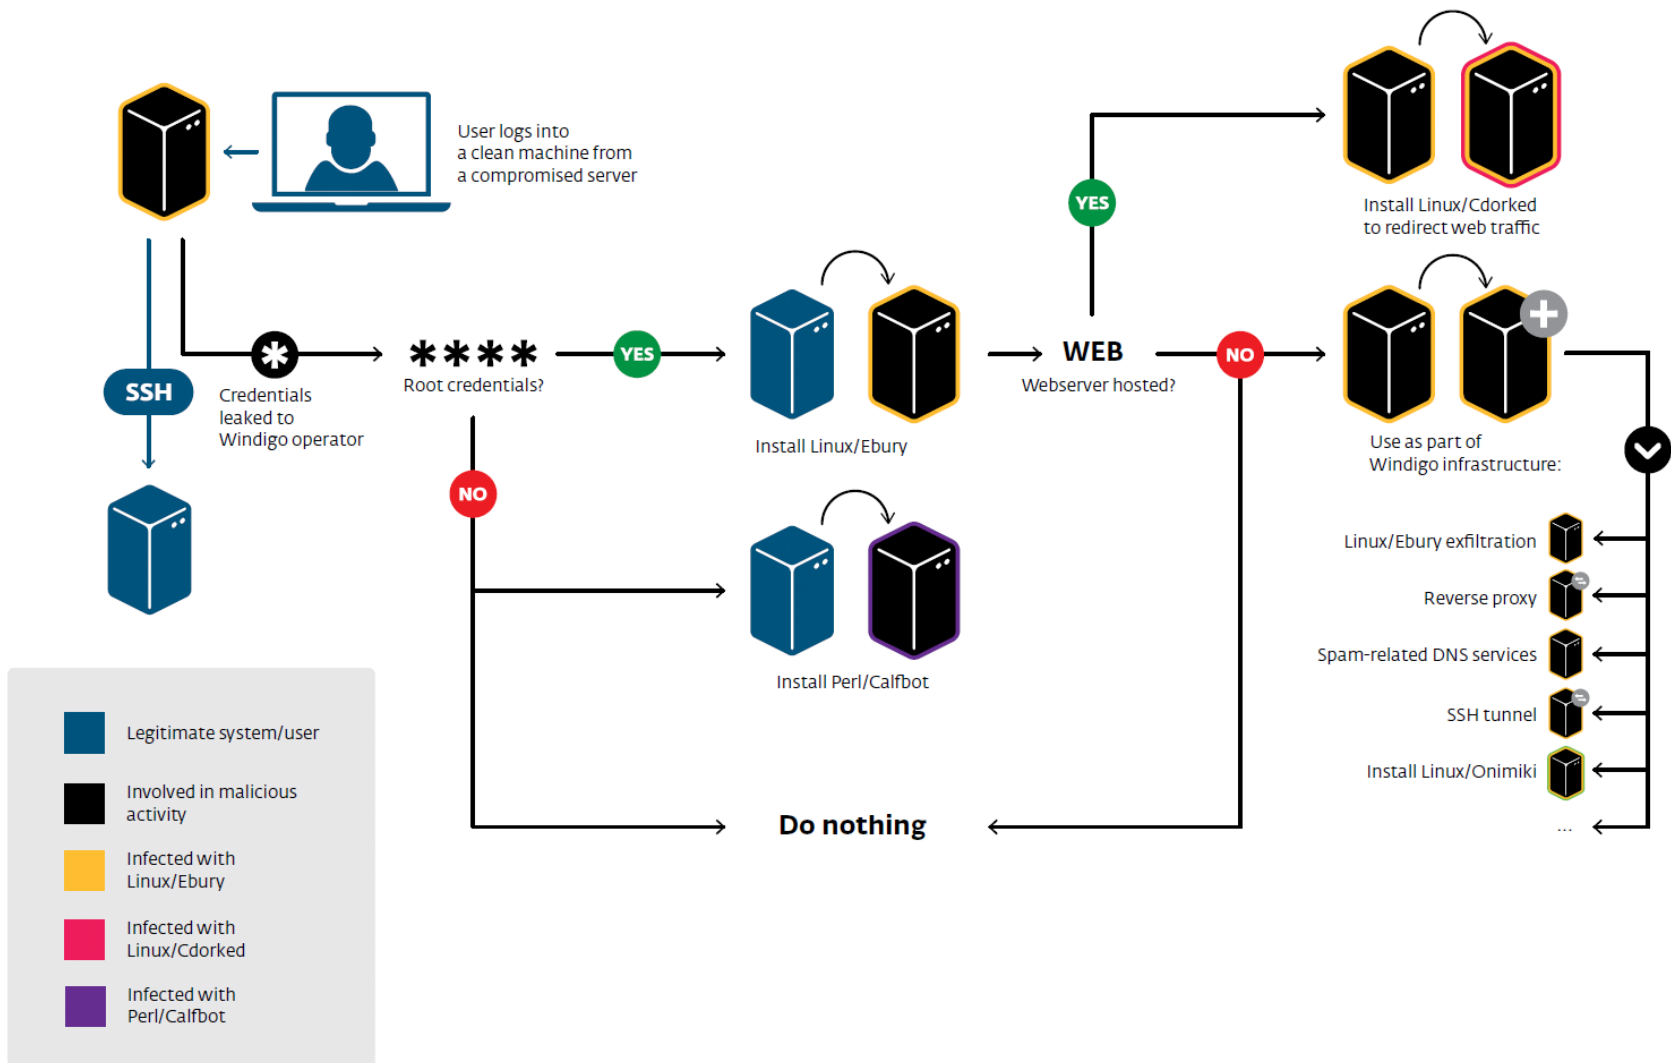 User logs into
a clean machine from
a compromised server
SSH
Credentials
leaked to
Windigo operator
****
Root credentials?
YES
NO
Install Linux/Ebury
Install Perl/Calfbot
WEB
Webserver hosted?
YES
NO
Install Linux/Cdorked
to redirect web traffic
Use as part of
Windigo infrastructure:
Linux/Ebury exfiltration
Reverse proxy
Spam-related DNS services
SSH tunnel
Install Linux/Onimiki
...
Do nothing
Legitimate system/user
Involved in malicious
activity
Infected with
Linux/Ebury
Infected with
Linux/Cdorked
Infected with
Perl/Calfbot